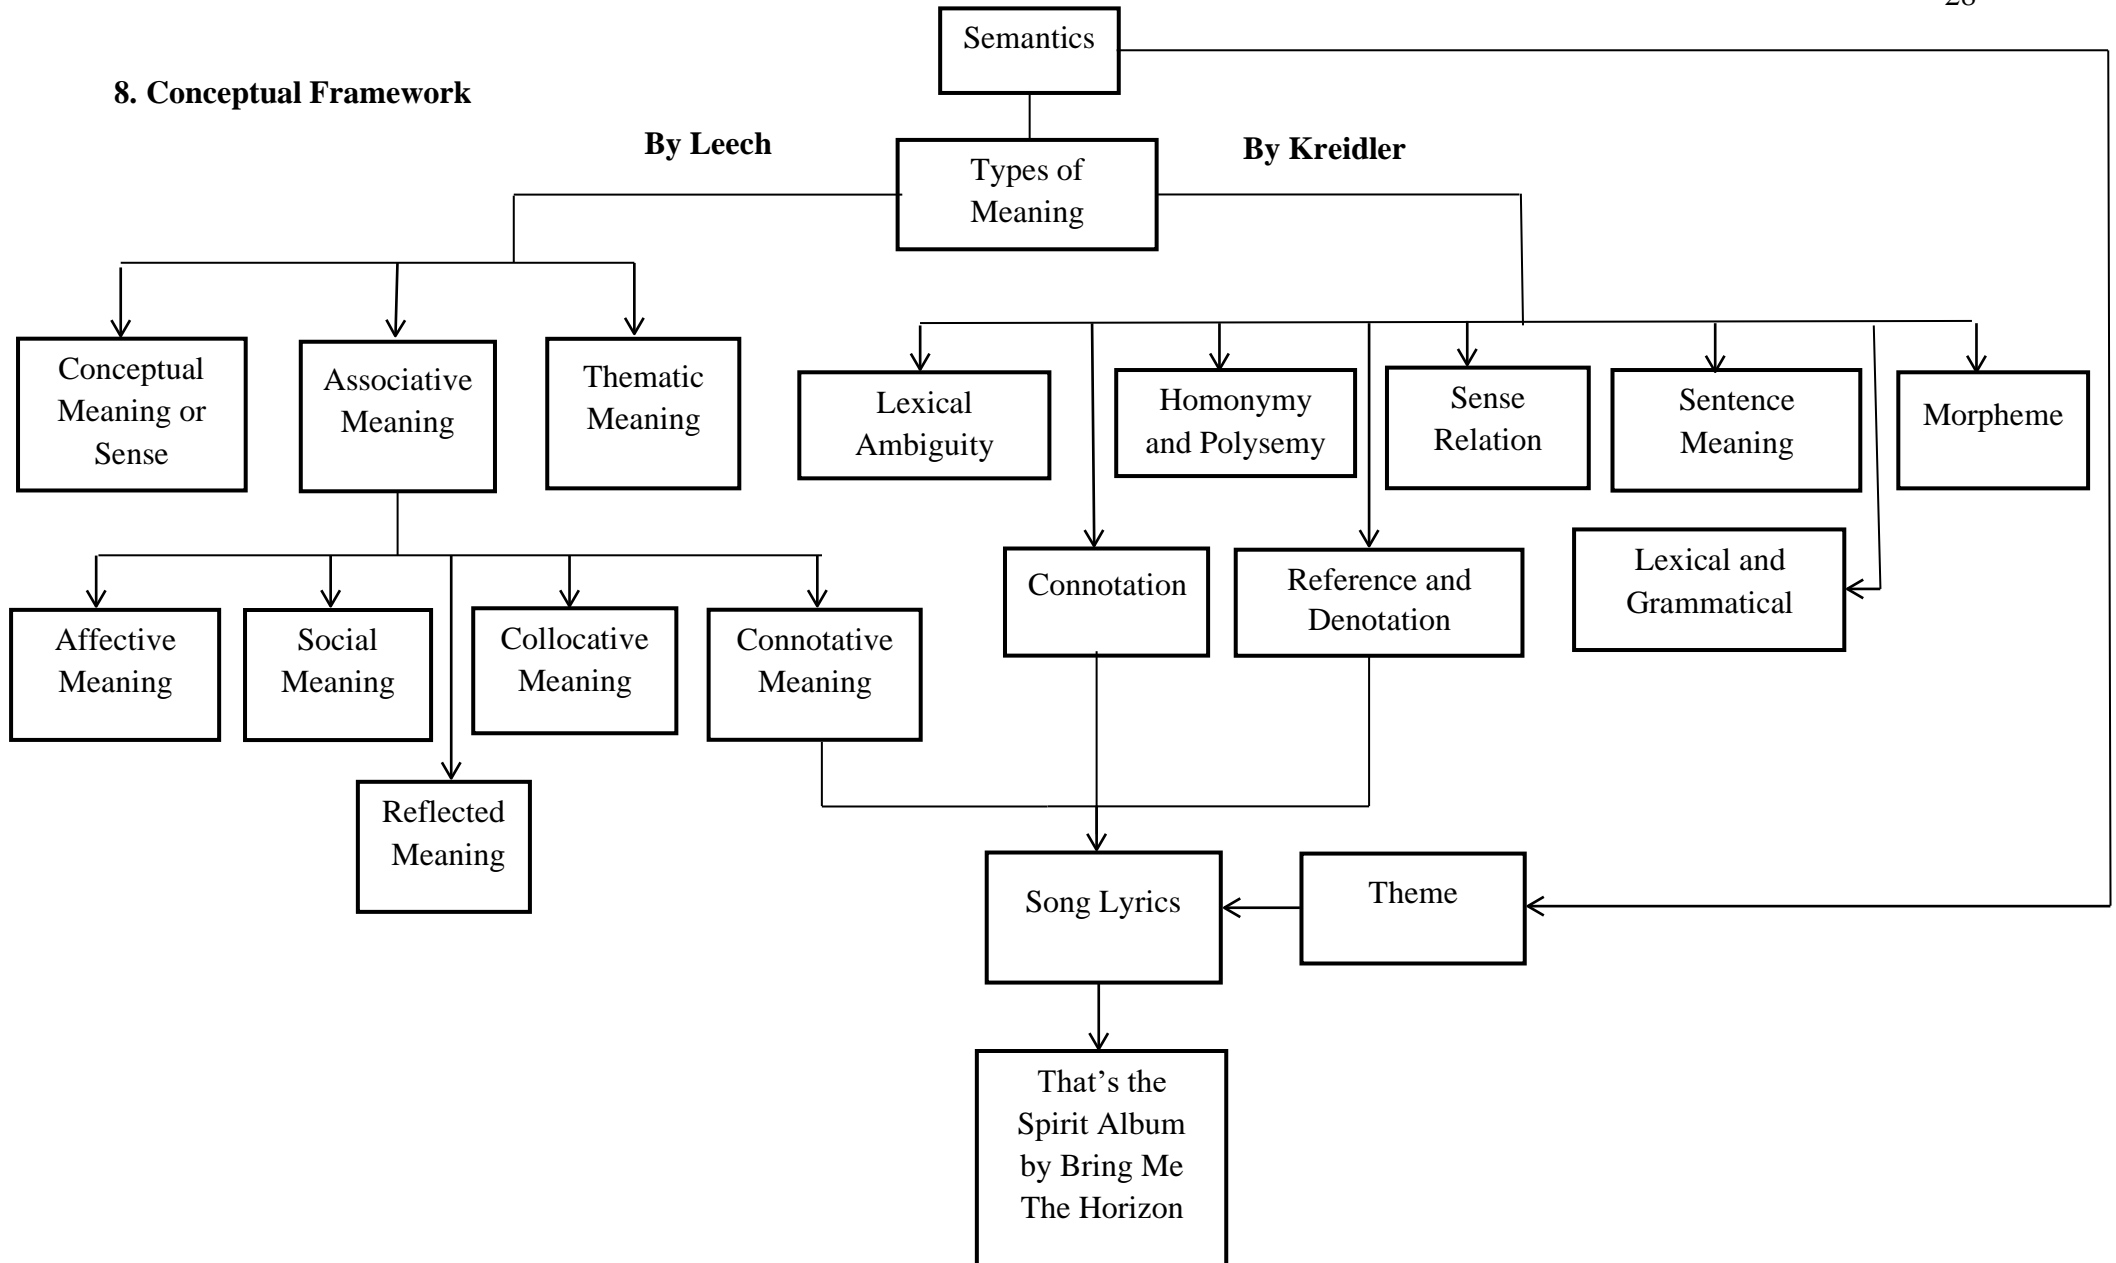 Semantics
8. Conceptual Framework
By Leech
By Kreidler
Types of
Meaning
Conceptual
Meaning or
Sense
Associative
Meaning
Thematic
Meaning
Lexical
Ambiguity
Homonymy
and Polysemy
Sense
Relation
Sentence
Meaning
Morpheme
Connotation
Reference and
Denotation
Lexical and
Grammatical
Affective
Meaning
Social
Meaning
Collocative
Meaning
Connotative
Meaning
Reflected
Meaning
Song Lyrics
Theme
That’s the
Spirit Album
by Bring Me
The Horizon